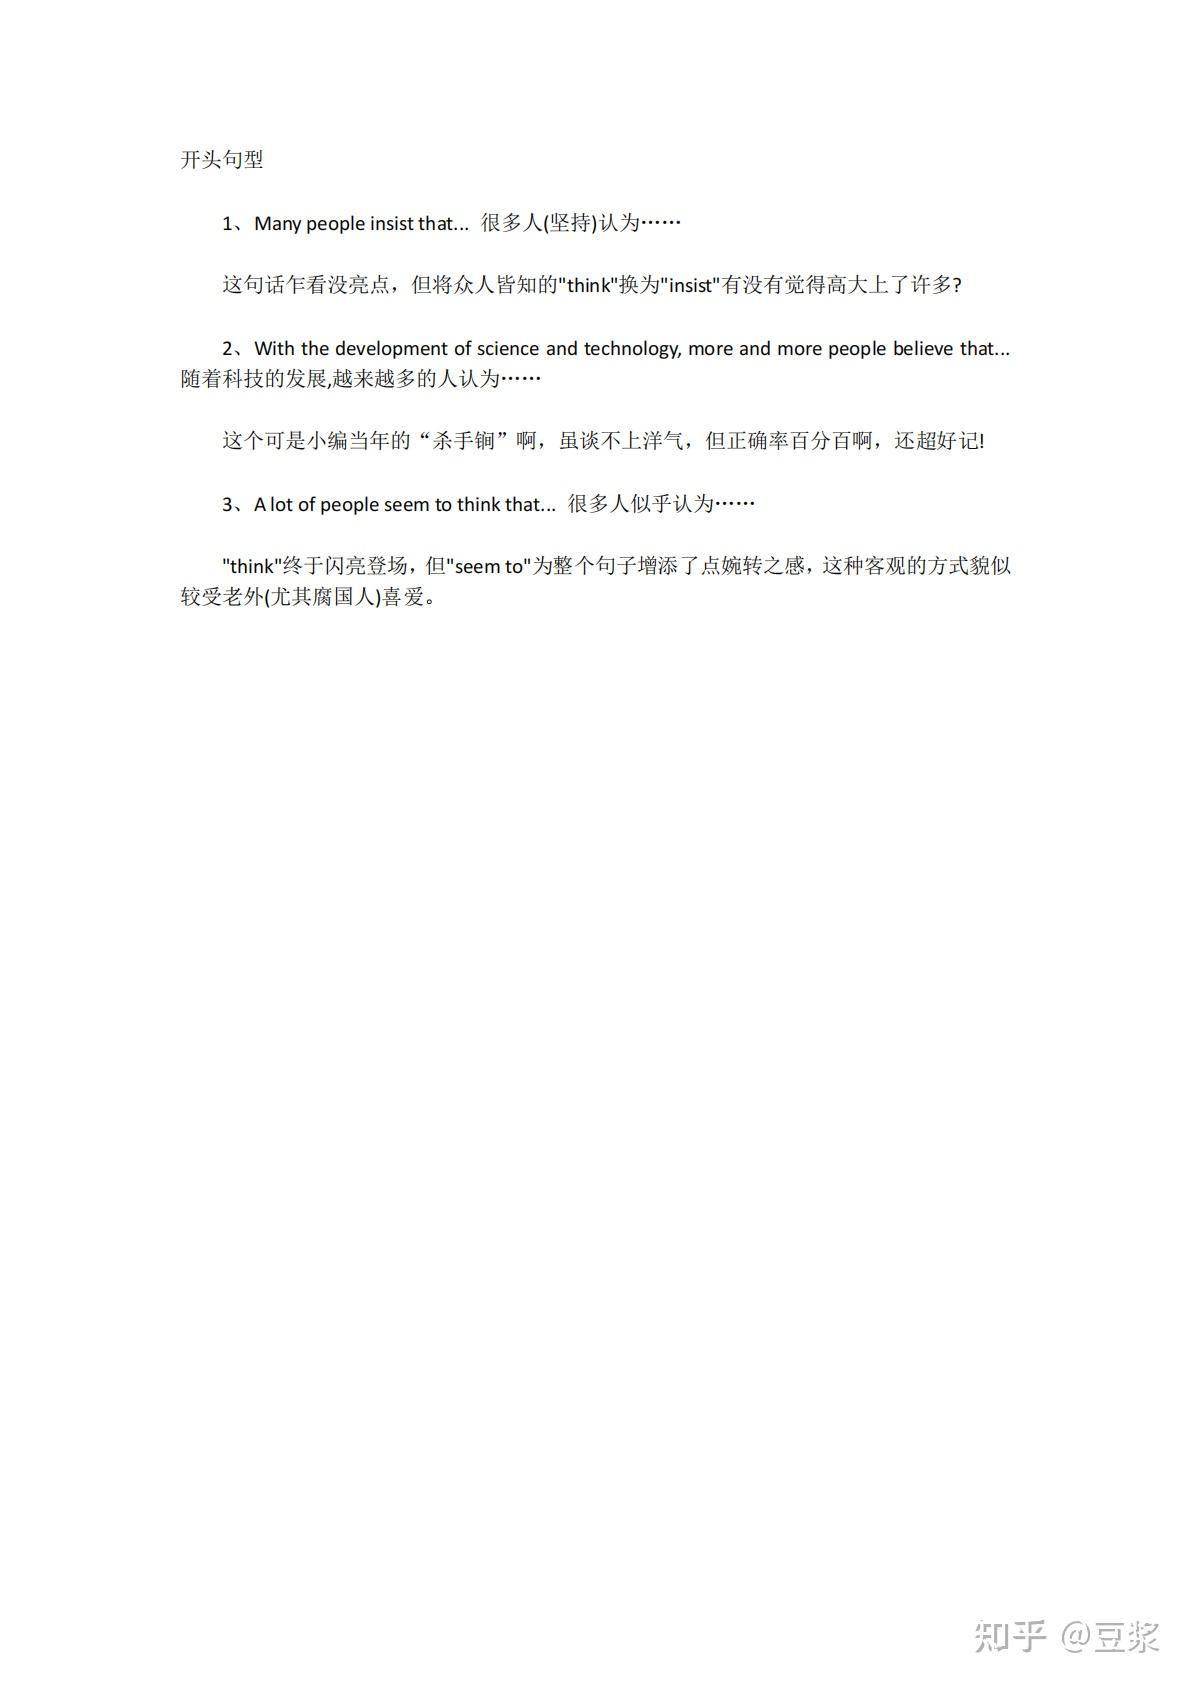 开头句型
1、Many people insist that... 很多人(坚持)认为……
这句话乍看没亮点，但将众人皆知的"think"换为"insist"有没有觉得高大上了许多?
2、With the development of science and technology, more and more people believe that...
随着科技的发展,越来越多的人认为……
这个可是小编当年的“杀手锏”啊，虽谈不上洋气，但正确率百分百啊，还超好记!
3、A lot of people seem to think that... 很多人似乎认为……
"think"终于闪亮登场，但"seem to"为整个句子增添了点婉转之感，这种客观的方式貌似
较受老外(尤其腐国人)喜爱。
知乎 @豆浆